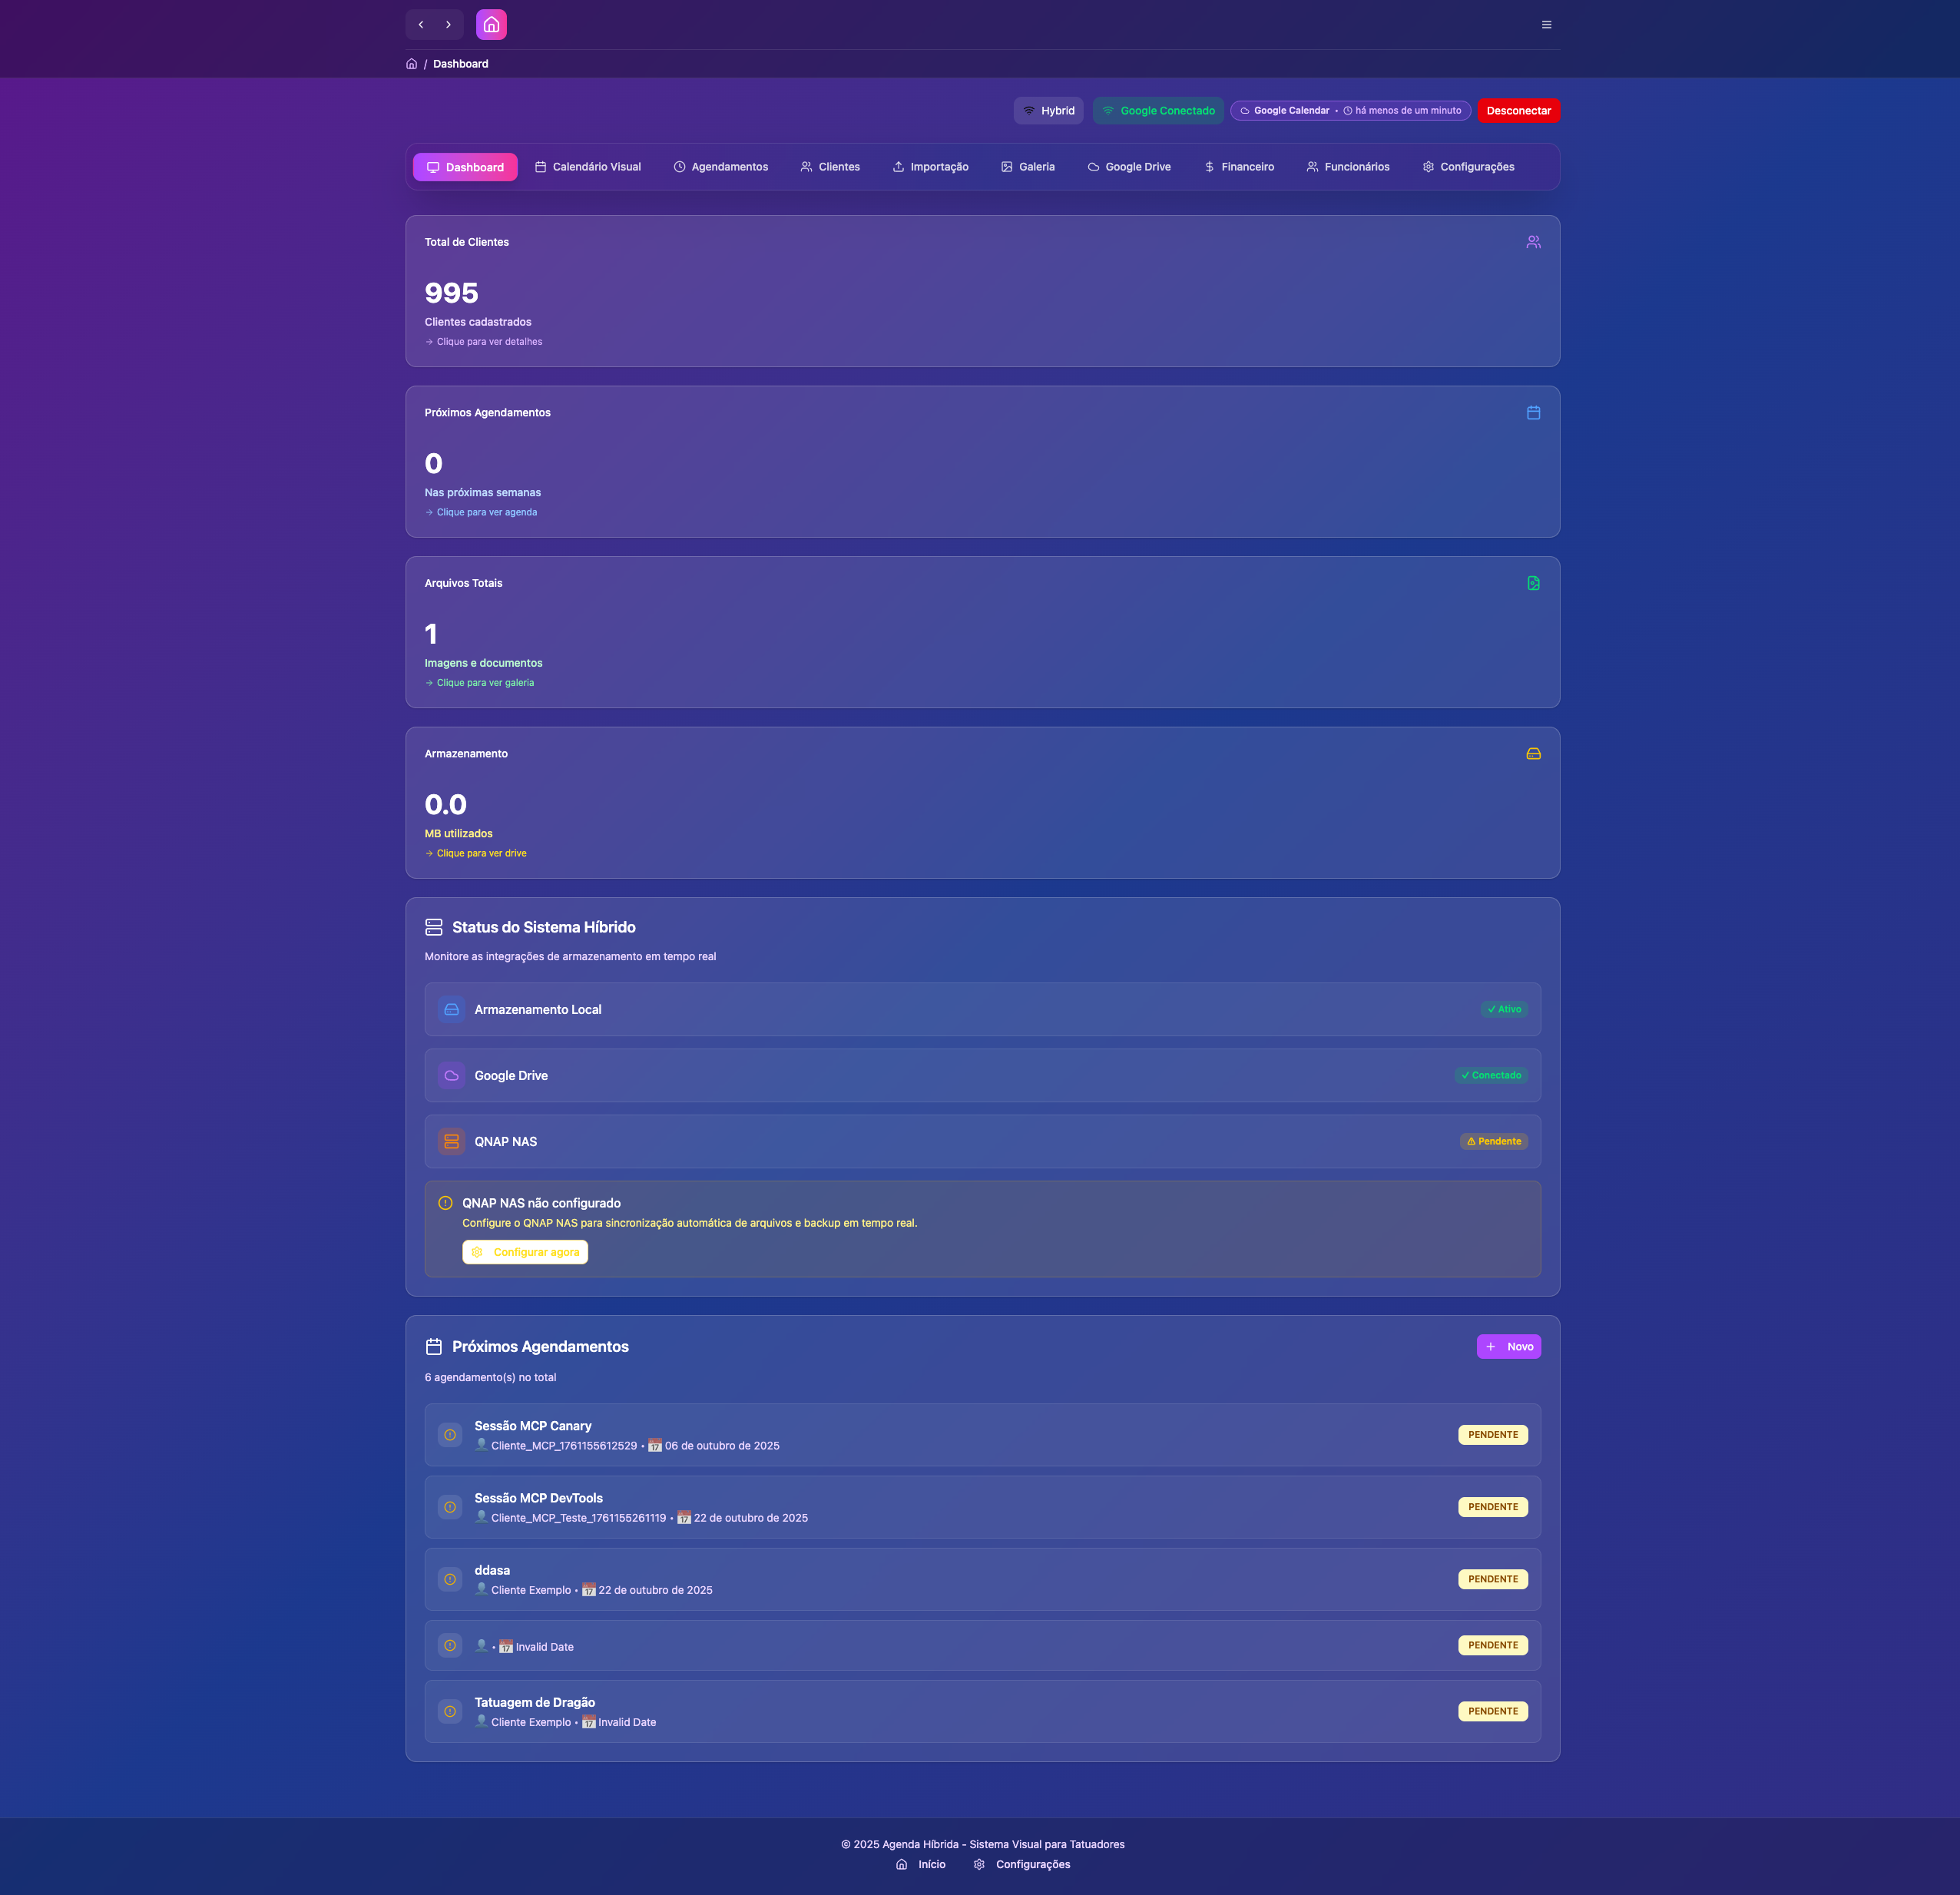 / Dashboard
Hybrid Google Conectado Google Calendar • há menos de um minuto Desconectar
Dashboard Calendário Visual Agendamentos Clientes Importação Galeria Google Drive Financeiro Funcionários Configurações
Total de Clientes
995
Clientes cadastrados
→ Clique para ver detalhes
Próximos Agendamentos
0
Nas próximas semanas
→ Clique para ver agenda
Arquivos Totais
1
Imagens e documentos
→ Clique para ver galeria
Armazenamento
0.0
MB utilizados
→ Clique para ver drive
Status do Sistema Híbrido
Monitore as integrações de armazenamento em tempo real
Armazenamento Local ✓ Ativo
Google Drive ✓ Conectado
QNAP NAS ⚠ Pendente
QNAP NAS não configurado
Configure o QNAP NAS para sincronização automática de arquivos e backup em tempo real.
Configurar agora
Próximos Agendamentos + Novo
6 agendamento(s) no total
Sessão MCP Canary
👤 Cliente_MCP_1761155612529 • 📅 06 de outubro de 2025 PENDENTE
Sessão MCP DevTools
👤 Cliente_MCP_Teste_1761155261119 • 📅 22 de outubro de 2025 PENDENTE
ddasa
👤 Cliente Exemplo • 📅 22 de outubro de 2025 PENDENTE
👤 • 📅 Invalid Date PENDENTE
Tatuagem de Dragão
👤 Cliente Exemplo • 📅 Invalid Date PENDENTE
© 2025 Agenda Híbrida - Sistema Visual para Tatuadores
Início Configurações